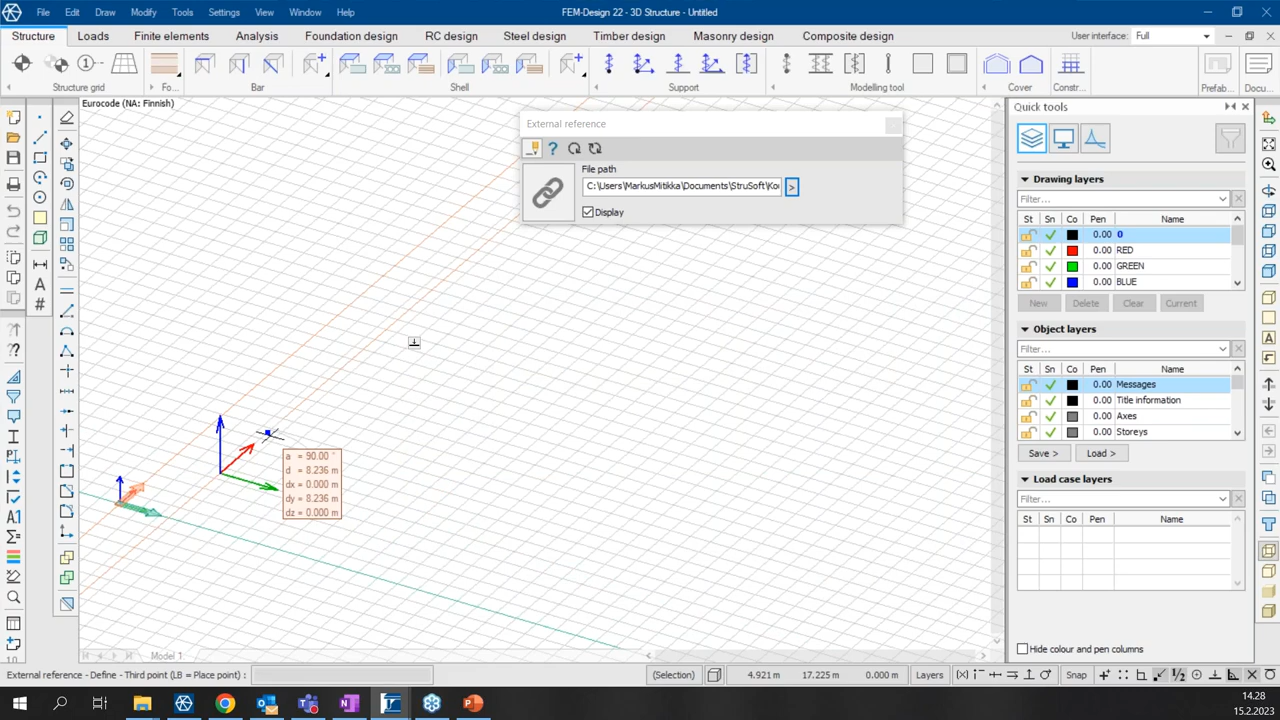 File Edit Draw Modify Tools Settings View Window Help
FEM-Design 22 - 3D Structure - Untitled
Structure Loads Finite elements Analysis Foundation design RC design Steel design Timber design Masonry design Composite design
User interface: Full
Structure grid Fo... Bar Shell Support Modelling tool Cover Constr... Prefab... Docu...
Eurocode (NA: Finnish)
External reference
File path
C:\Users\MarkusMitikka\Documents\StruSoft\Ko
Display
a = 90.00 °
d = 8.236 m
dx = 0.000 m
dy = 8.236 m
dz = 0.000 m
Model 1
Quick tools
Drawing layers
Filter...
St Sn Co Pen Name
0.00 0
0.00 RED
0.00 GREEN
0.00 BLUE
New Delete Clear Current
Object layers
Filter...
St Sn Co Pen Name
0.00 Messages
0.00 Title information
0.00 Axes
0.00 Storeys
Save > Load >
Load case layers
Filter...
St Sn Co Pen Name
Hide colour and pen columns
External reference - Define - Third point (LB = Place point):
(Selection) 4.921 m 17.225 m 0.000 m Layers Snap
14.28
15.2.2023